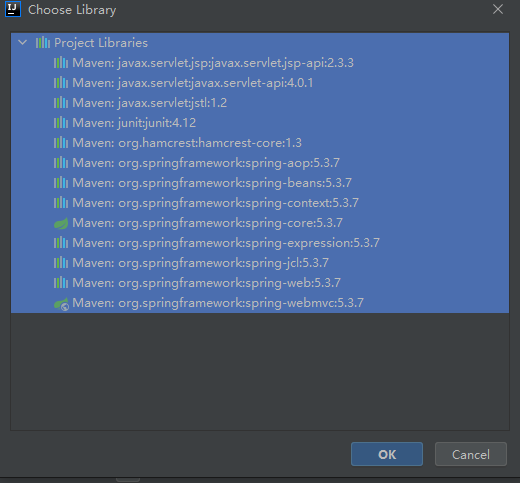 Choose Library
Project Libraries
Maven: javax.servlet.jsp:javax.servlet.jsp-api:2.3.3
Maven: javax.servlet:javax.servlet-api:4.0.1
Maven: javax.servlet:jstl:1.2
Maven: junit:junit:4.12
Maven: org.hamcrest:hamcrest-core:1.3
Maven: org.springframework:spring-aop:5.3.7
Maven: org.springframework:spring-beans:5.3.7
Maven: org.springframework:spring-context:5.3.7
Maven: org.springframework:spring-core:5.3.7
Maven: org.springframework:spring-expression:5.3.7
Maven: org.springframework:spring-jcl:5.3.7
Maven: org.springframework:spring-web:5.3.7
Maven: org.springframework:spring-webmvc:5.3.7
OK Cancel